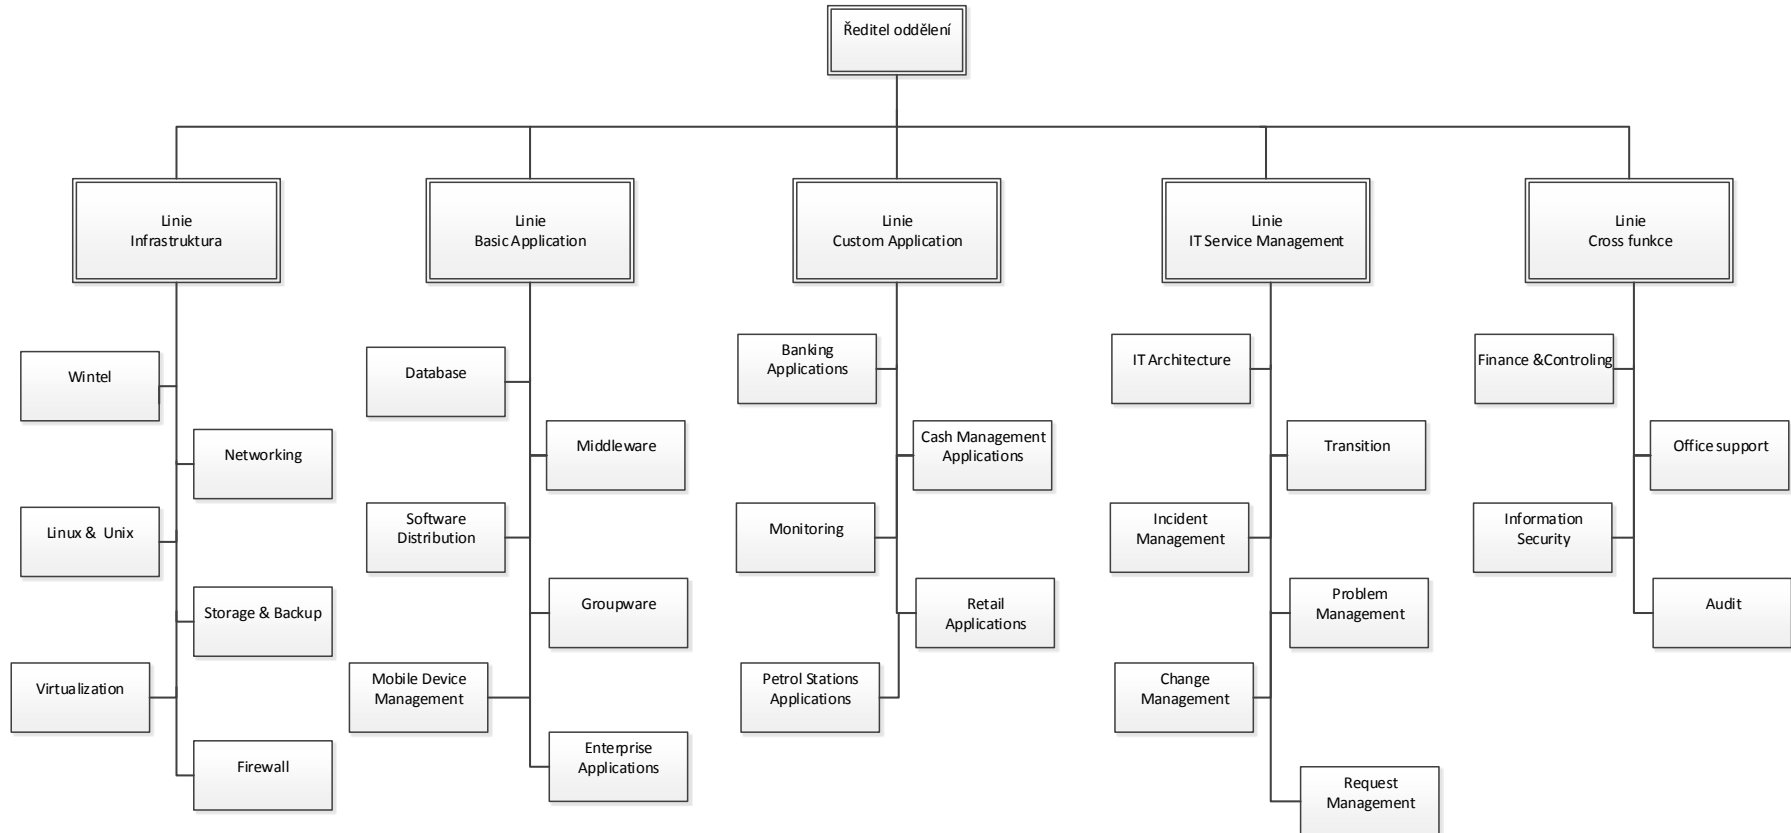 Ředitel oddělení
Linie
Infrastruktura
Linie
Basic Application
Linie
Custom Application
Linie
IT Service Management
Linie
Cross funkce
Wintel
Networking
Linux & Unix
Storage & Backup
Virtualization
Firewall
Database
Middleware
Software
Distribution
Groupware
Mobile Device
Management
Enterprise
Applications
Banking
Applications
Cash Management
Applications
Monitoring
Retail
Applications
Petrol Stations
Applications
IT Architecture
Transition
Incident
Management
Problem
Management
Change
Management
Request
Management
Finance &Controling
Office support
Information
Security
Audit